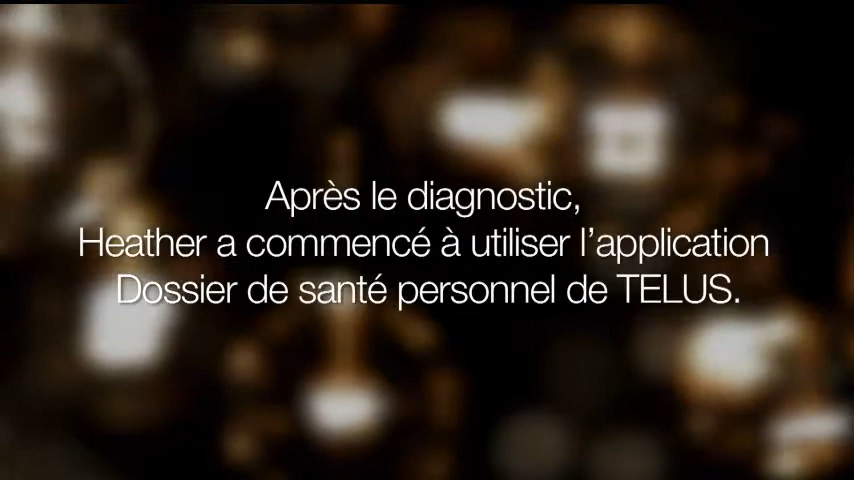 Après le diagnostic,
Heather a commencé à utiliser l’application
Dossier de santé personnel de TELUS.